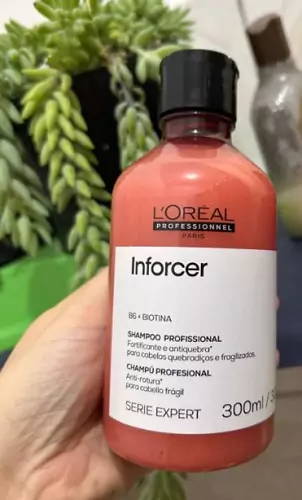 L'ORÉAL
PROFESSIONNEL
PARIS
Inforcer
B6 + BIOTINA
SHAMPOO PROFISSIONAL
Fortificante e antiquebra*
para cabelos quebradiços e fragilizados.
CHAMPÚ PROFESIONAL
Anti-rotura*
para cabello frágil
SERIE EXPERT 300ml /